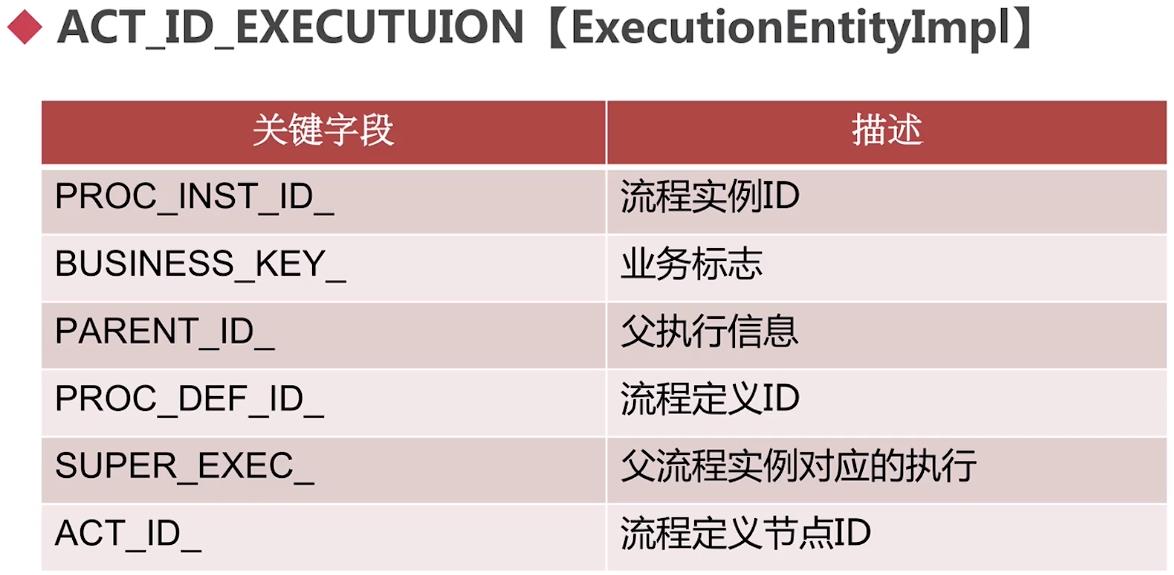 ACT_ID_EXECUTUION【ExecutionEntityImpl】
关键字段 描述
PROC_INST_ID_ 流程实例ID
BUSINESS_KEY_ 业务标志
PARENT_ID_ 父执行信息
PROC_DEF_ID_ 流程定义ID
SUPER_EXEC_ 父流程实例对应的执行
ACT_ID_ 流程定义节点ID